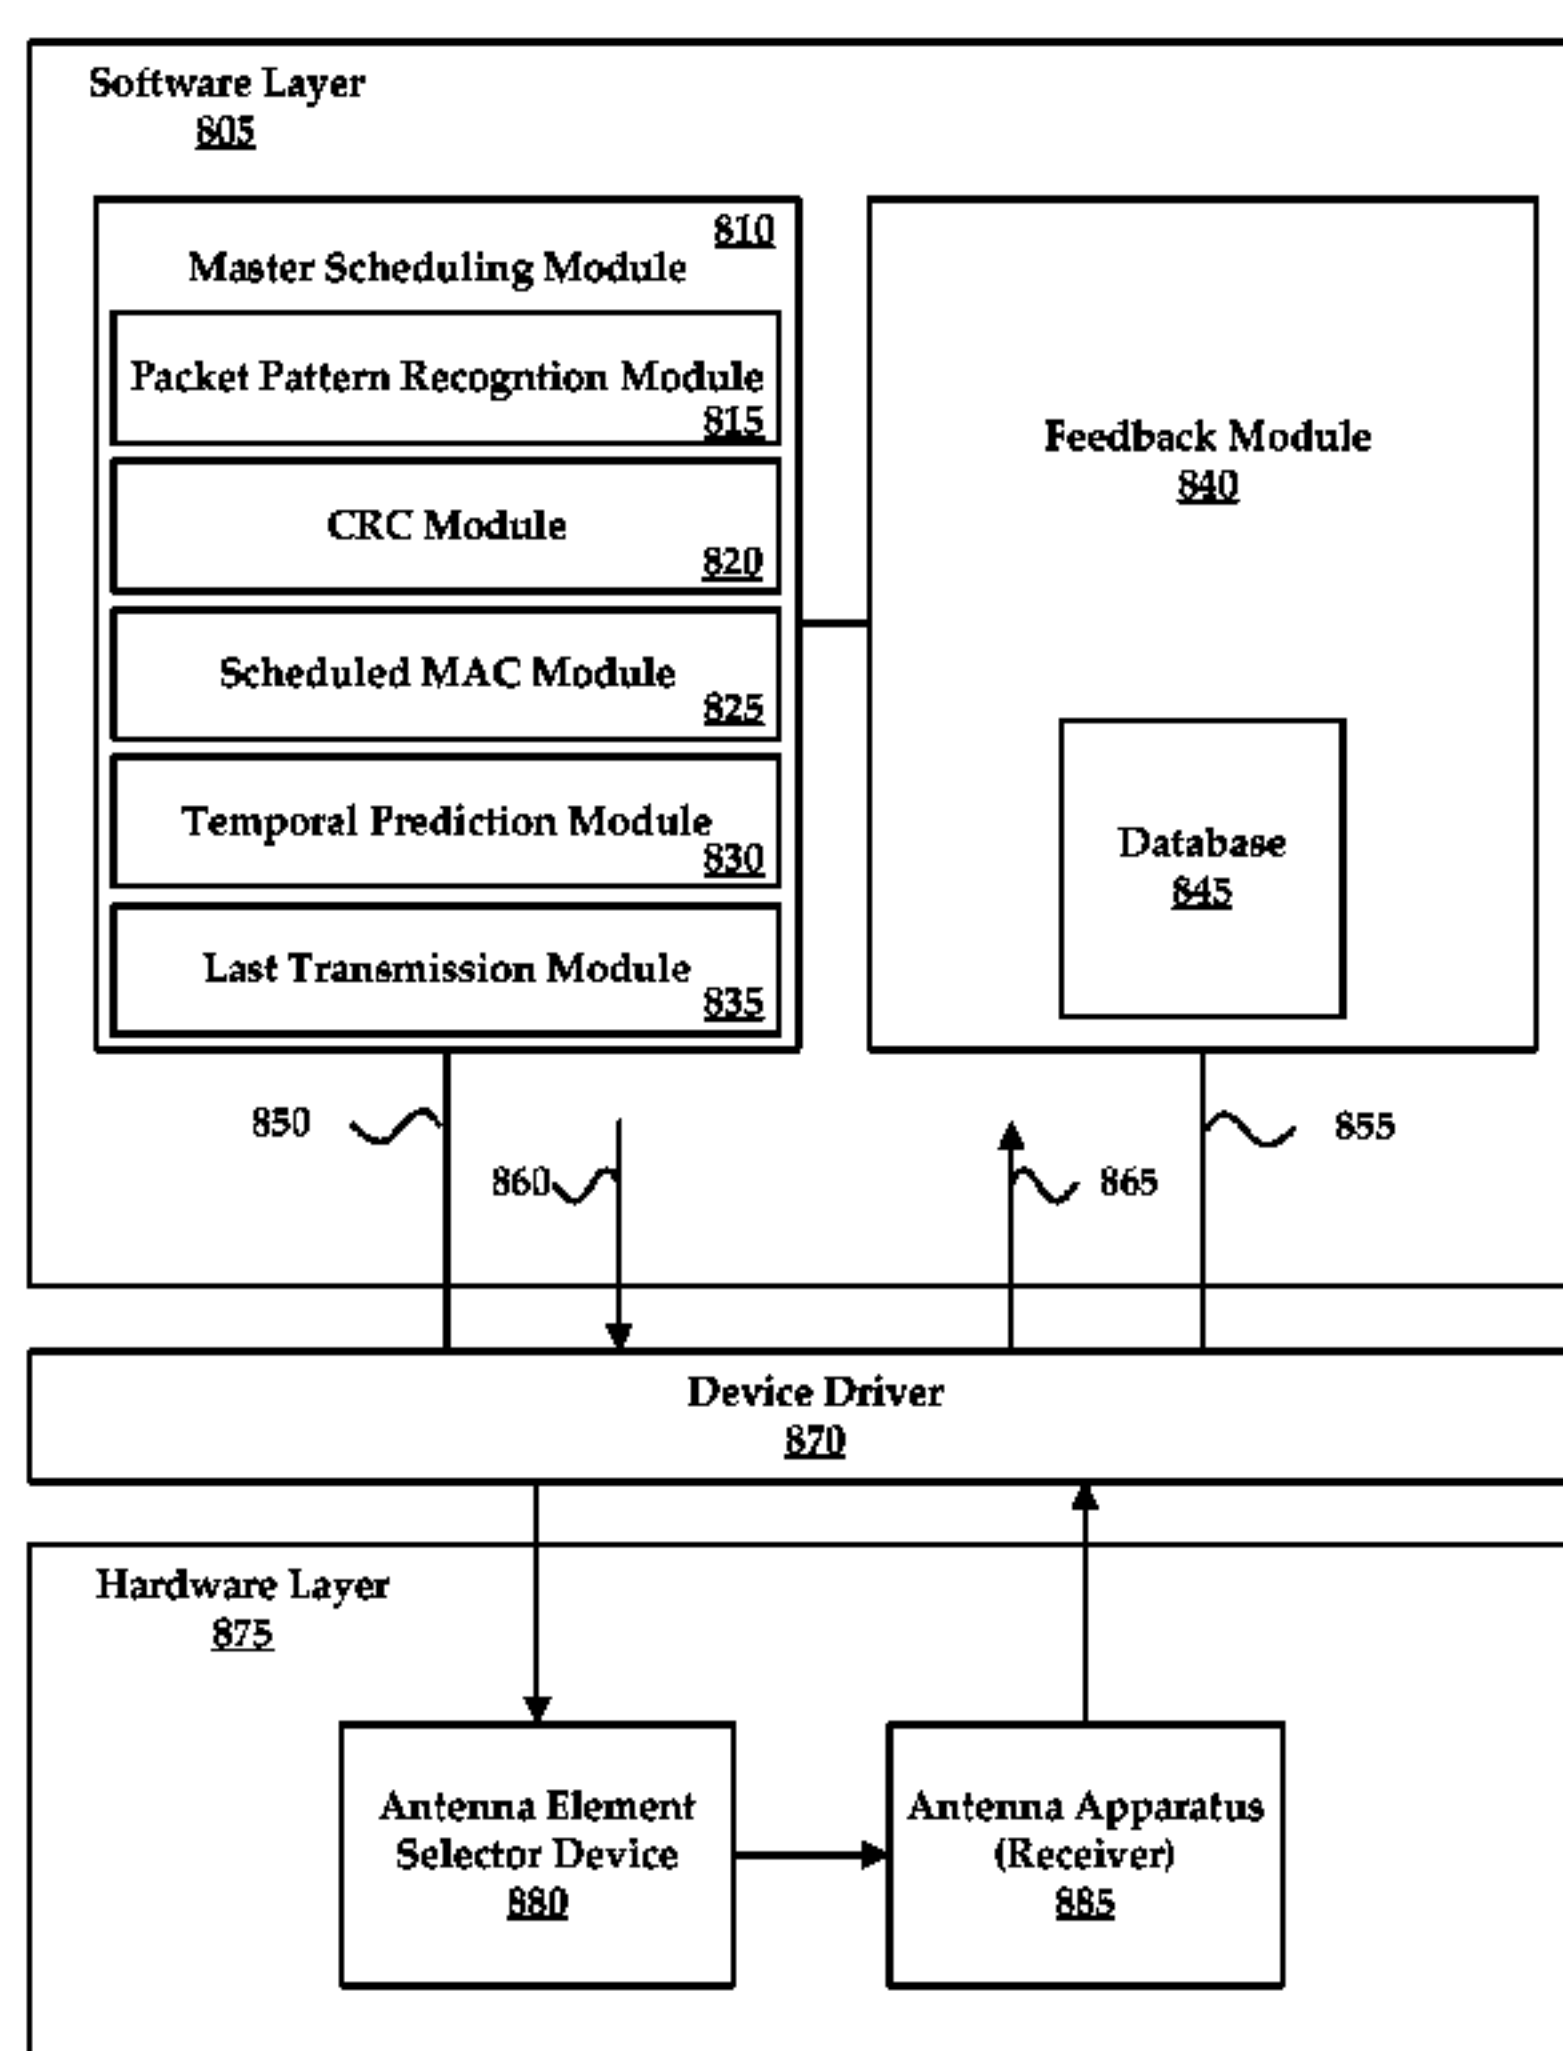 Software Layer
805
810
Master Scheduling Module
Packet Pattern Recogntion Module
815
CRC Module
820
Scheduled MAC Module
825
Temporal Prediction Module
830
Last Transmission Module
835
Feedback Module
840
Database
845
850
860
865
855
Device Driver
870
Hardware Layer
875
Antenna Element
Selector Device
880
Antenna Apparatus
(Receiver)
885